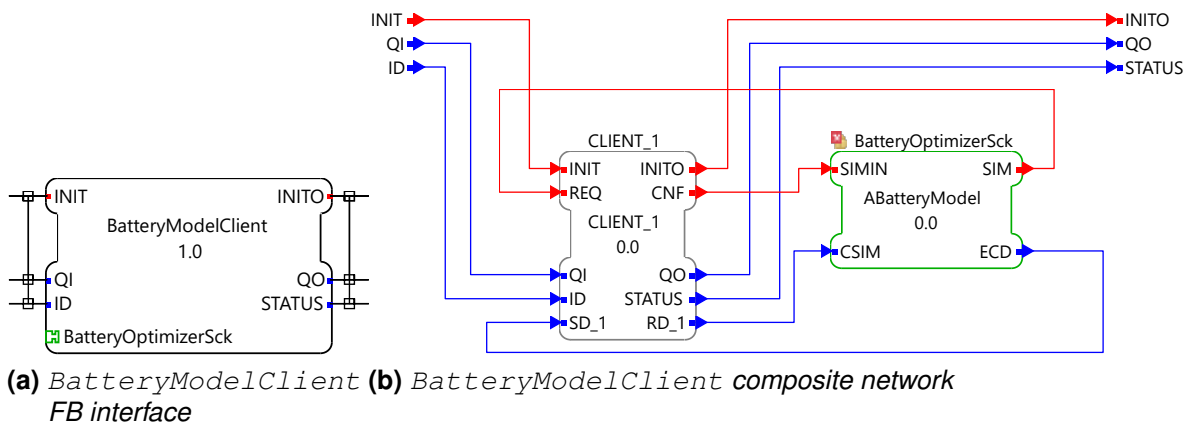 INIT
QI
ID
INITO
QO
STATUS
CLIENT_1
INIT INITO
REQ CNF
CLIENT_1
0.0
QI QO
ID STATUS
SD_1 RD_1
BatteryOptimizerSck
SIMIN SIM
ABatteryModel
0.0
CSIM ECD
INIT INITO
BatteryModelClient
1.0
QI QO
ID STATUS
BatteryOptimizerSck
(a) BatteryModelClient
FB interface
(b) BatteryModelClient composite network